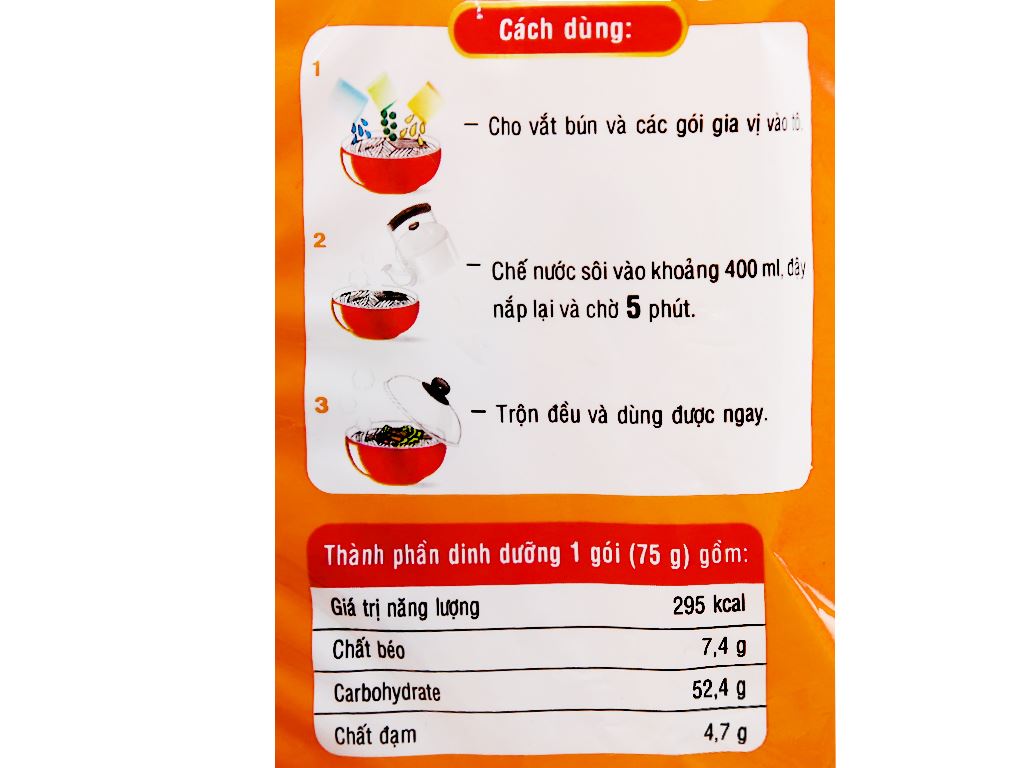 Cách dùng:
1
– Cho vắt bún và các gói gia vị vào tô.
2
– Chế nước sôi vào khoảng 400 ml, đậy
nắp lại và chờ 5 phút.
3
– Trộn đều và dùng được ngay.
Thành phần dinh dưỡng 1 gói (75 g) gồm:
Giá trị năng lượng 295 kcal
Chất béo 7,4 g
Carbohydrate 52,4 g
Chất đạm 4,7 g